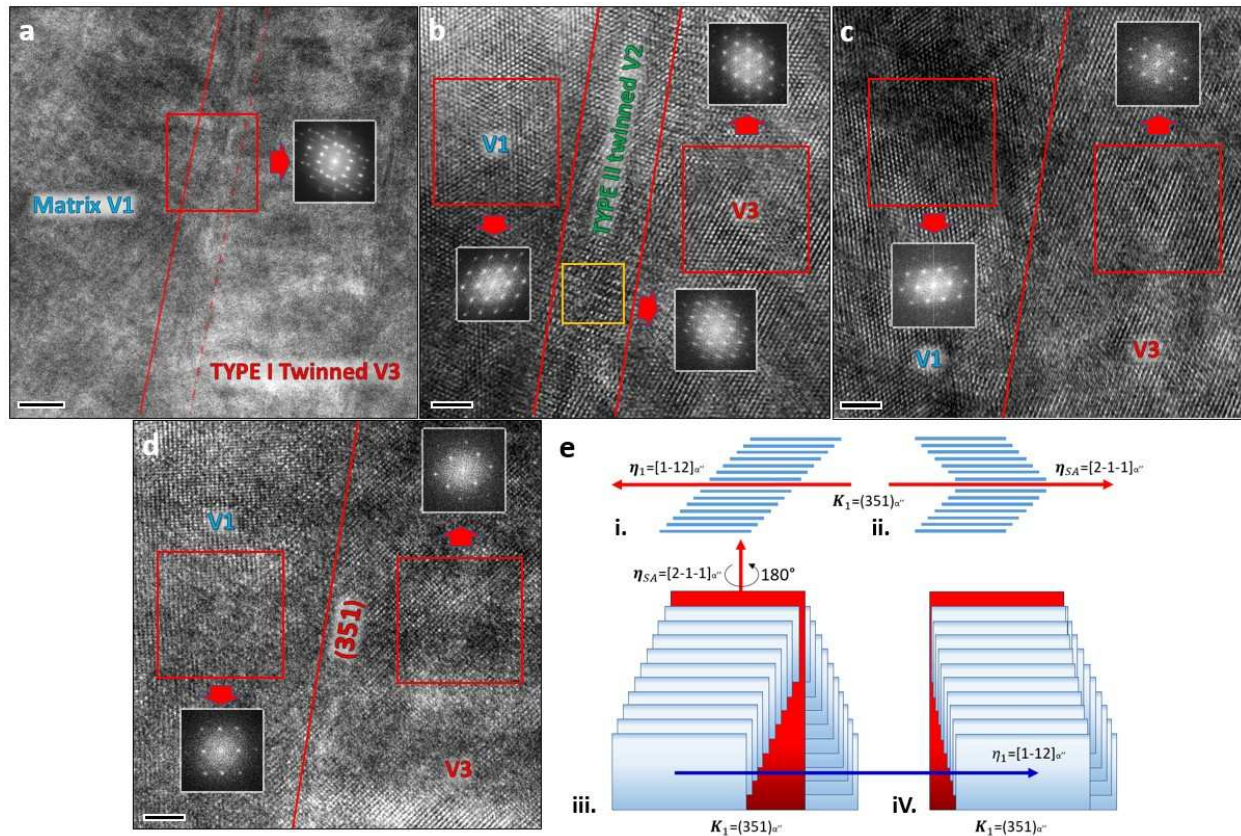 a
Matrix V1
TYPE I Twinned V3
b
V1
TYPE II twinned V2
V3
c
V1
V3
d
V1
(351)
V3
e
η₁=[1-12]α''
K₁=(351)α''
i.
η_SA=[2-1-1]α''
ii.
η_SA=[2-1-1]α''
180°
iii.
K₁=(351)α''
η₁=[1-12]α''
iV.
K₁=(351)α''